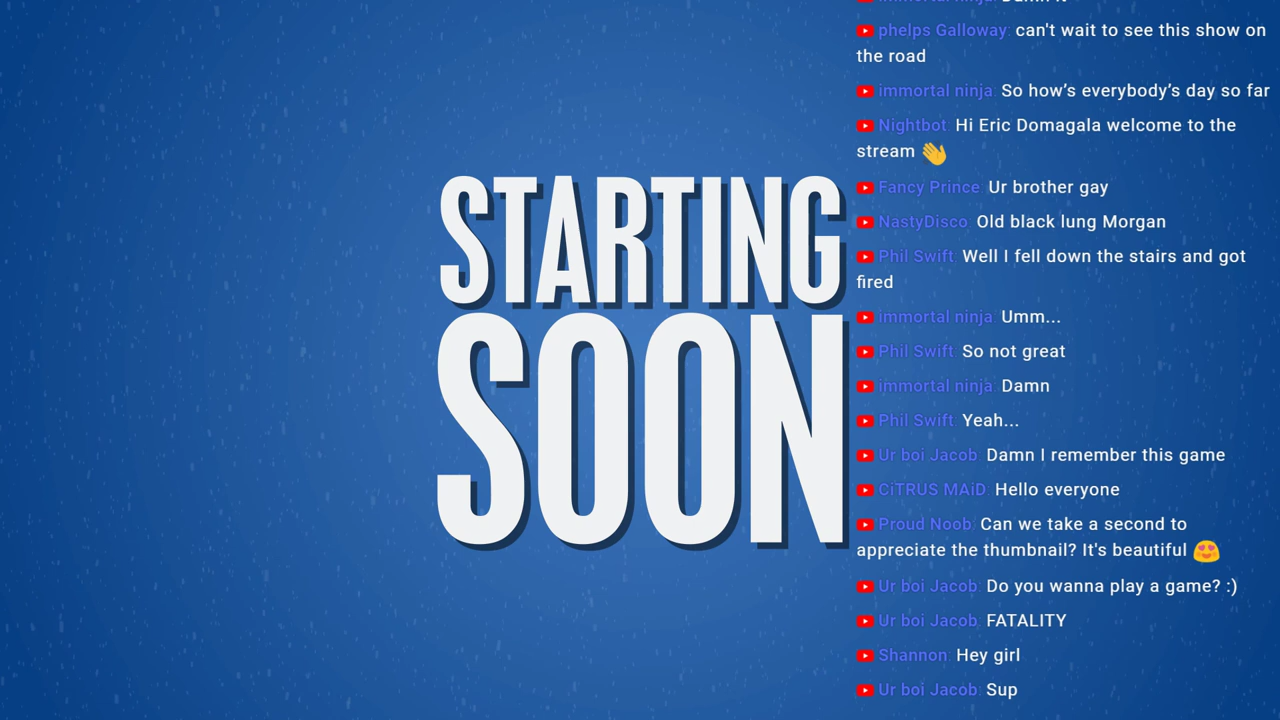 STARTING
SOON
immortal ninja: Damn it
phelps Galloway: can't wait to see this show on
the road
immortal ninja: So how's everybody's day so far
Nightbot: Hi Eric Domagala welcome to the
stream 👋
Fancy Prince: Ur brother gay
NastyDisco: Old black lung Morgan
Phil Swift: Well I fell down the stairs and got
fired
immortal ninja: Umm...
Phil Swift: So not great
immortal ninja: Damn
Phil Swift: Yeah...
Ur boi Jacob: Damn I remember this game
CiTRUS MAiD: Hello everyone
Proud Noob: Can we take a second to
appreciate the thumbnail? It's beautiful 😍
Ur boi Jacob: Do you wanna play a game? :)
Ur boi Jacob: FATALITY
Shannon: Hey girl
Ur boi Jacob: Sup